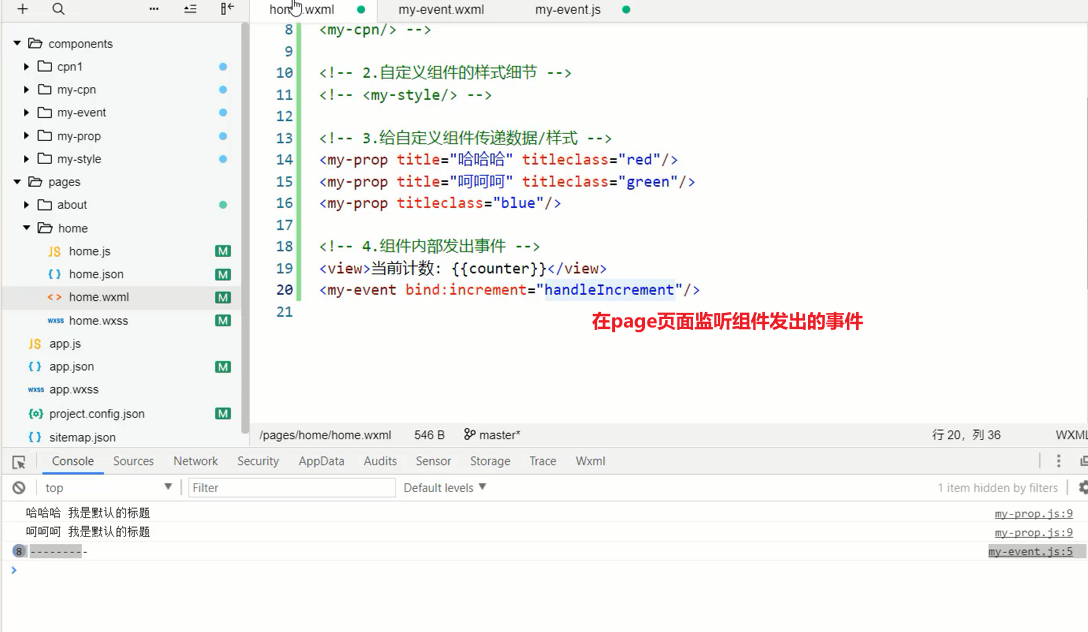 home.wxml
my-event.wxml
my-event.js
components
cpn1
my-cpn
my-event
my-prop
my-style
pages
about
home
JS home.js M
{ } home.json M
<> home.wxml M
wxss home.wxss M
JS app.js
{ } app.json M
wxss app.wxss
{o} project.config.json M
{ } sitemap.json
8 <my-cpn/> -->
9
10 <!-- 2.自定义组件的样式细节 -->
11 <!-- <my-style/> -->
12
13 <!-- 3.给自定义组件传递数据/样式 -->
14 <my-prop title="哈哈哈" titleclass="red"/>
15 <my-prop title="呵呵呵" titleclass="green"/>
16 <my-prop titleclass="blue"/>
17
18 <!-- 4.组件内部发出事件 -->
19 <view>当前计数: {{counter}}</view>
20 <my-event bind:increment="handleIncrement"/>
21
在page页面监听组件发出的事件
/pages/home/home.wxml 546 B master* 行 20, 列 36 WXML
Console Sources Network Security AppData Audits Sensor Storage Trace Wxml
top Filter Default levels 1 item hidden by filters
哈哈哈 我是默认的标题 my-prop.js:9
呵呵呵 我是默认的标题 my-prop.js:9
8 --------- my-event.js:5